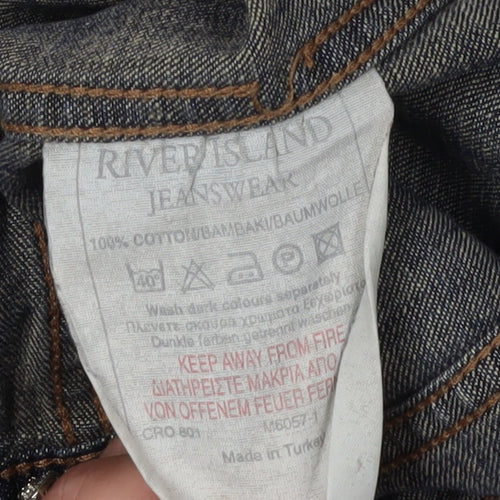 RIVER ISLAND
JEANSWEAR
100% COTTON/BAMBAKI/BAUMWOLLE
40°
Wash dark colours separately
ΠΛΕΝΕΤΕ σκουρα χρωματα ξεχωριστα
Dunkle farben getrennt waschen
KEEP AWAY FROM FIRE
ΔΙΑΤΗΡΕΙΣΤΕ ΜΑΚΡΙΑ ΑΠΟ
VON OFFENEM FEUER FER
CRO 801 M6057-1
Made in Turkey